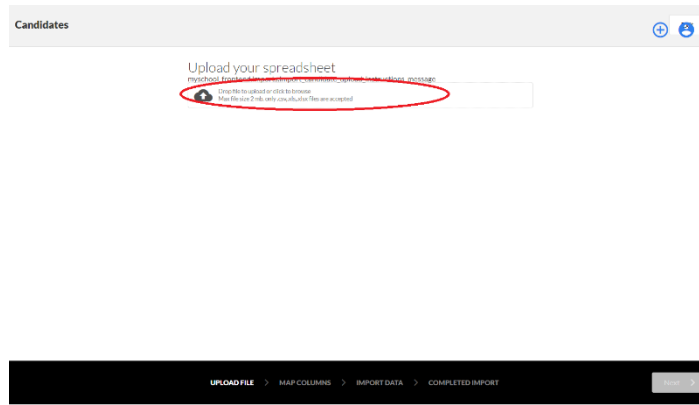 Candidates
Upload your spreadsheet
Drop file to upload or click to browse
Max file size 2 mb, only .csv,.xls,.xlsx files are accepted
UPLOAD FILE > MAP COLUMNS > IMPORT DATA > COMPLETED IMPORT
Next >